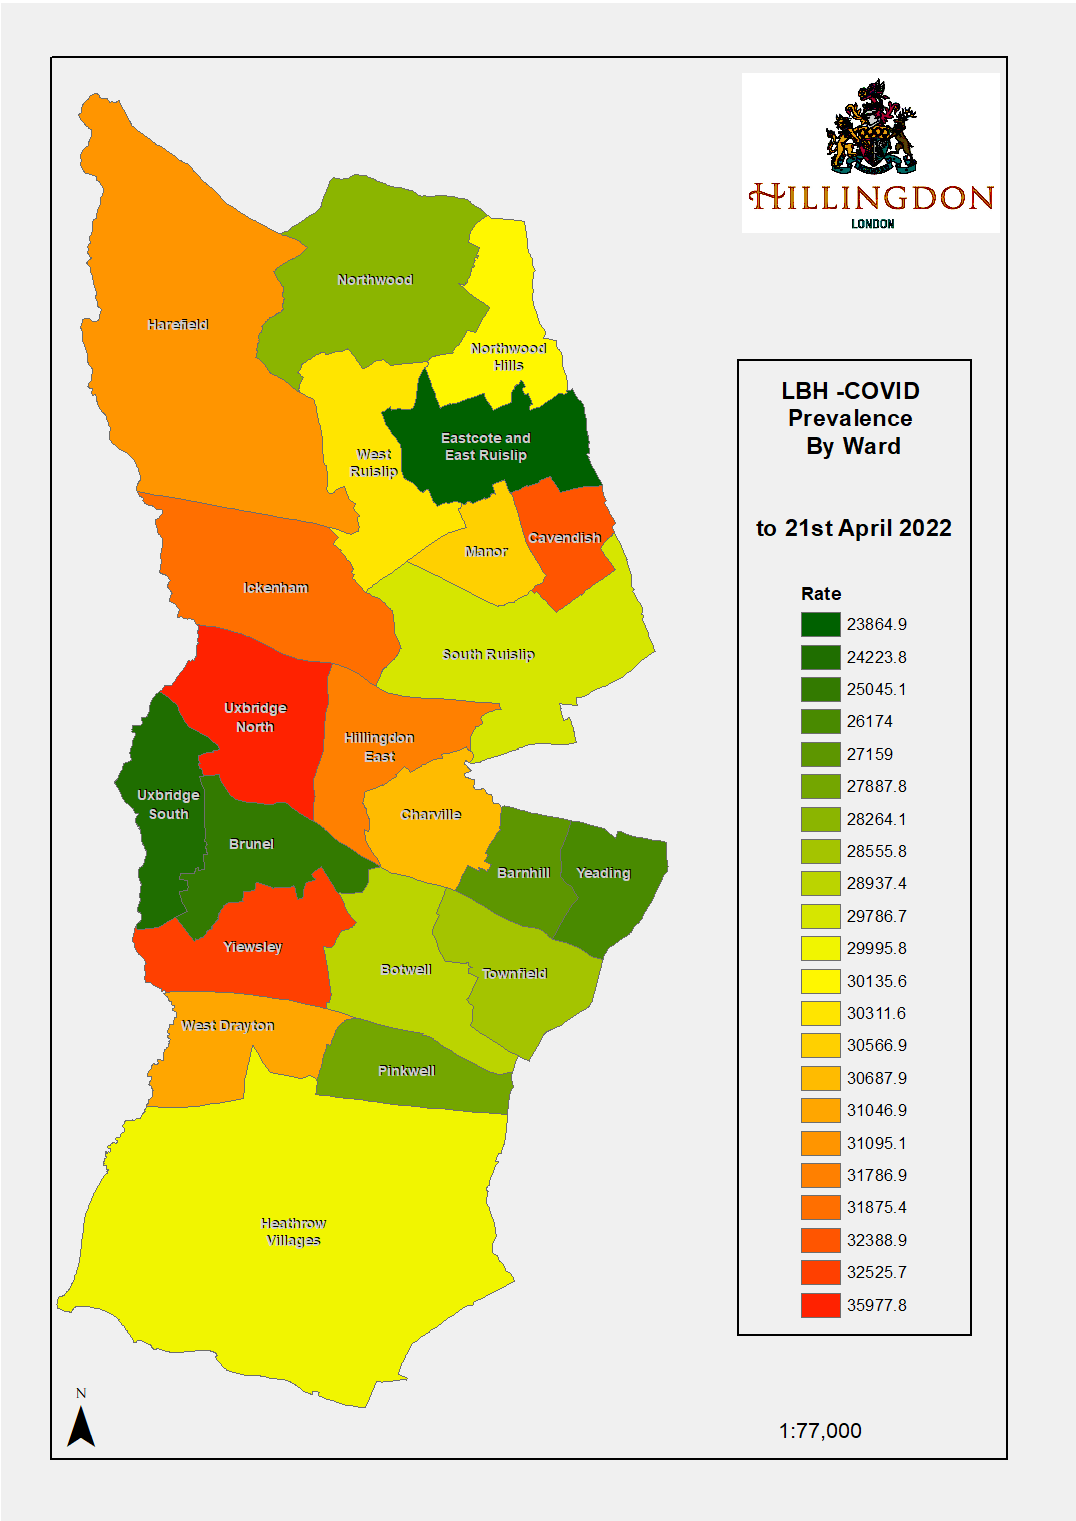 HILLINGDON
LONDON
Northwood
Harefield
Northwood
Hills
LBH -COVID
Prevalence
By Ward
to 21st April 2022
Eastcote and
East Ruislip
West
Ruislip
Cavendish
Manor
Ickenham
South Ruislip
Uxbridge
North
Hillingdon
East
Uxbridge
South
Charville
Brunel
Barnhill
Yeading
Yiewsley
Botwell
Townfield
West Drayton
Pinkwell
Heathrow
Villages
Rate
23864.9
24223.8
25045.1
26174
27159
27887.8
28264.1
28555.8
28937.4
29786.7
29995.8
30135.6
30311.6
30566.9
30687.9
31046.9
31095.1
31786.9
31875.4
32388.9
32525.7
35977.8
N
1:77,000